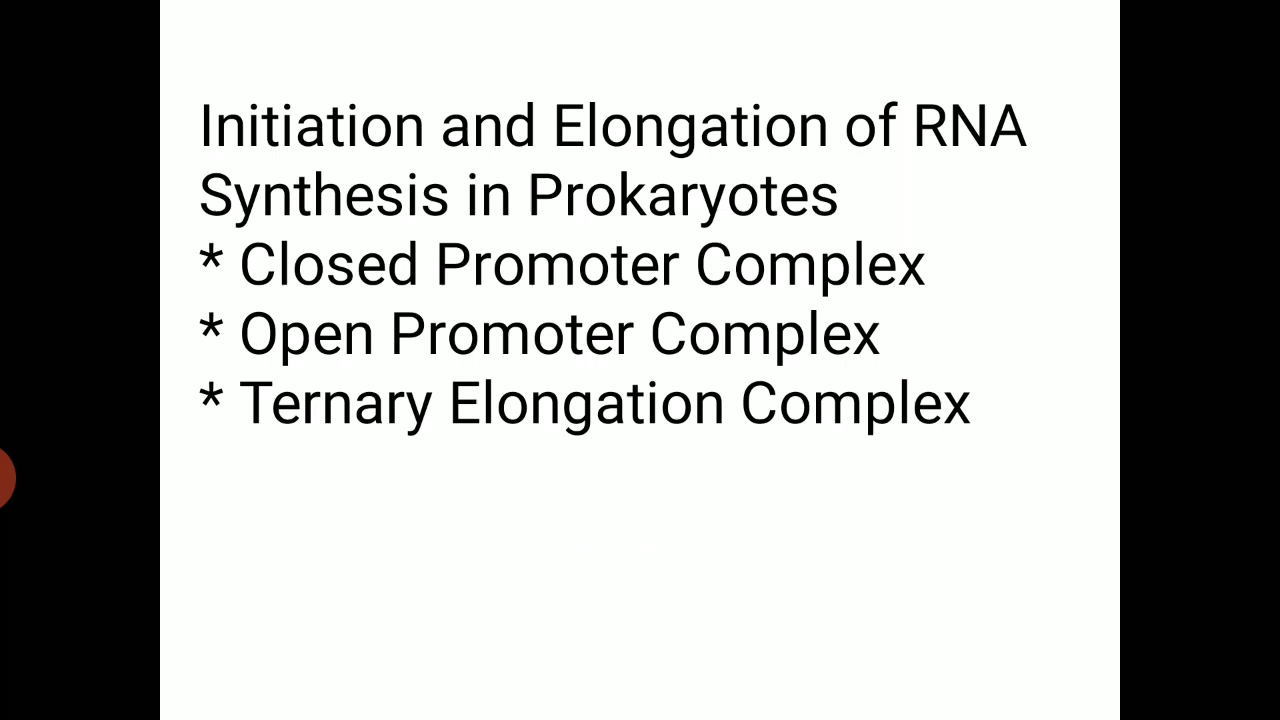 Initiation and Elongation of RNA
Synthesis in Prokaryotes
* Closed Promoter Complex
* Open Promoter Complex
* Ternary Elongation Complex